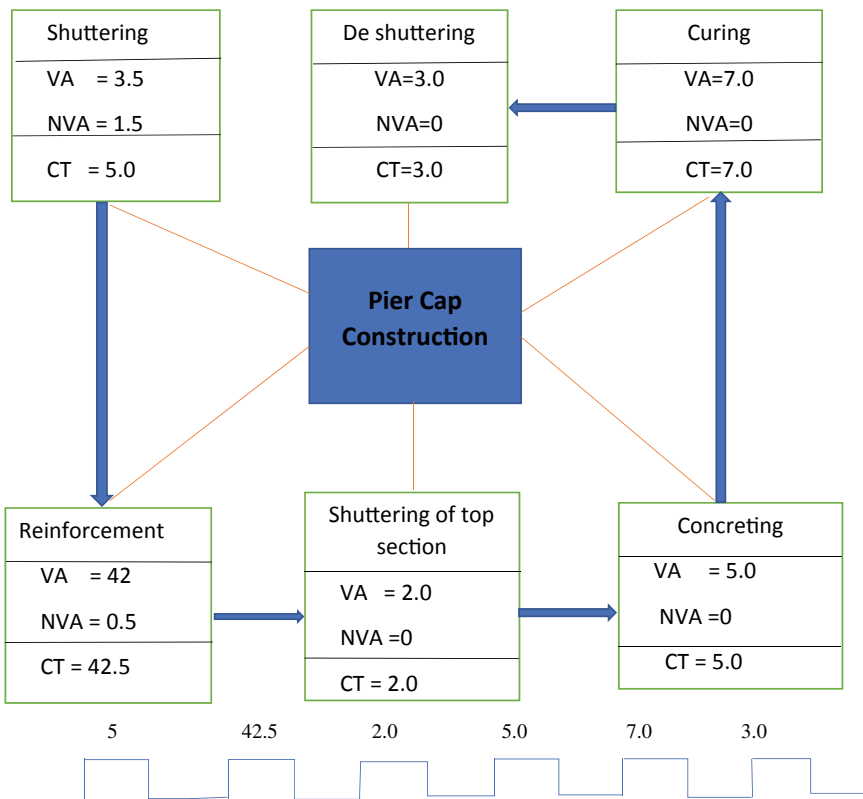 Shuttering
VA = 3.5
NVA = 1.5
CT = 5.0
De shuttering
VA=3.0
NVA=0
CT=3.0
Curing
VA=7.0
NVA=0
CT=7.0
Pier Cap
Construction
Reinforcement
VA = 42
NVA = 0.5
CT = 42.5
Shuttering of top
section
VA = 2.0
NVA =0
CT = 2.0
Concreting
VA = 5.0
NVA =0
CT = 5.0
5 42.5 2.0 5.0 7.0 3.0